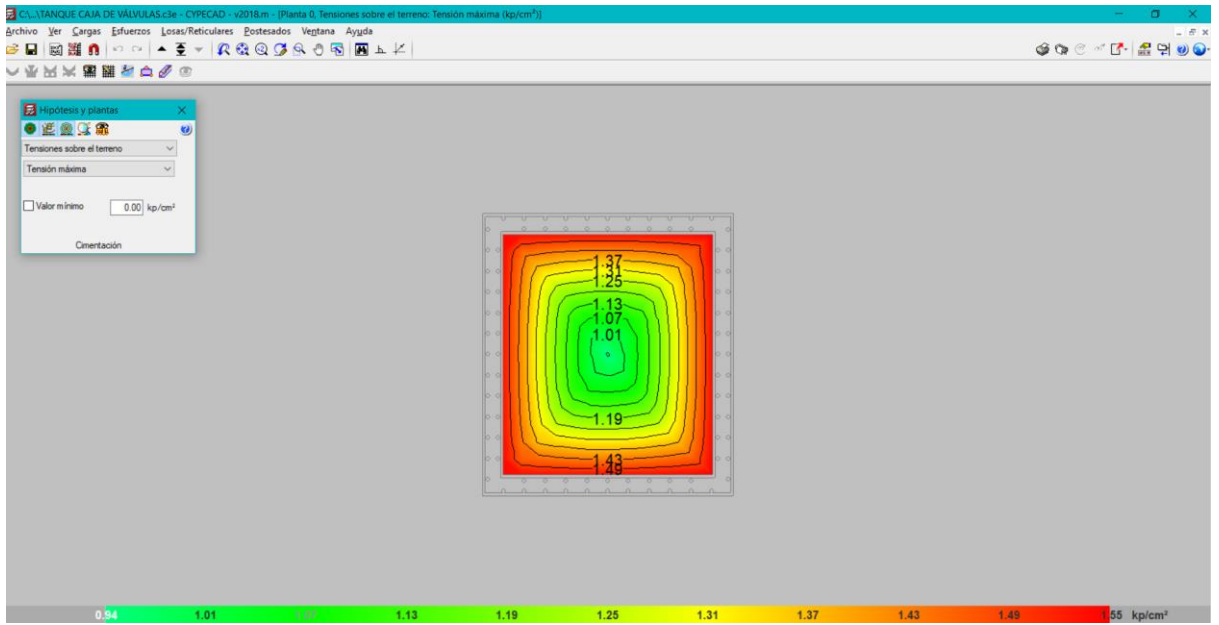 C:\...\TANQUE CAJA DE VÁLVULAS.c3e - CYPECAD - v2018.m - [Planta 0, Tensiones sobre el terreno: Tensión máxima (kp/cm²)]
Archivo Ver Cargas Esfuerzos Losas/Reticulares Postesados Ventana Ayuda
Hipótesis y plantas
Tensiones sobre el terreno
Tensión máxima
Valor mínimo 0.00 kp/cm²
Cimentación
1.37
1.31
1.25
1.13
1.07
1.01
1.19
1.43
1.49
0.94 1.01 1.07 1.13 1.19 1.25 1.31 1.37 1.43 1.49 1.55 kp/cm²